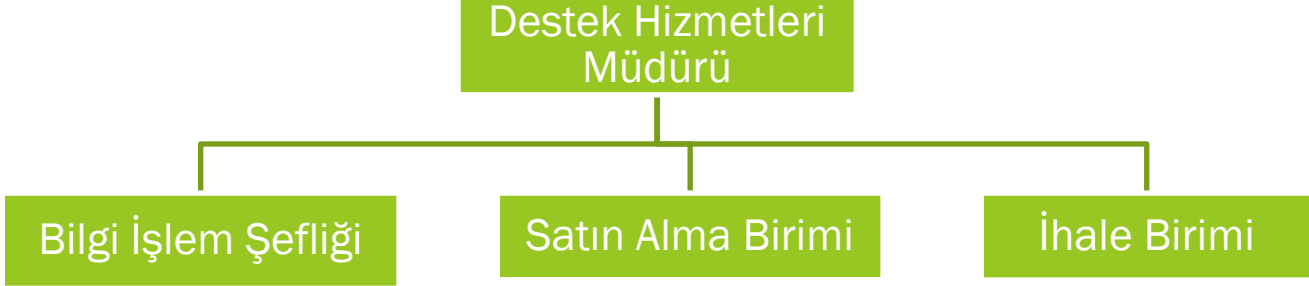 Destek Hizmetleri
Müdürü
Bilgi İşlem Şefliği
Satın Alma Birimi
İhale Birimi